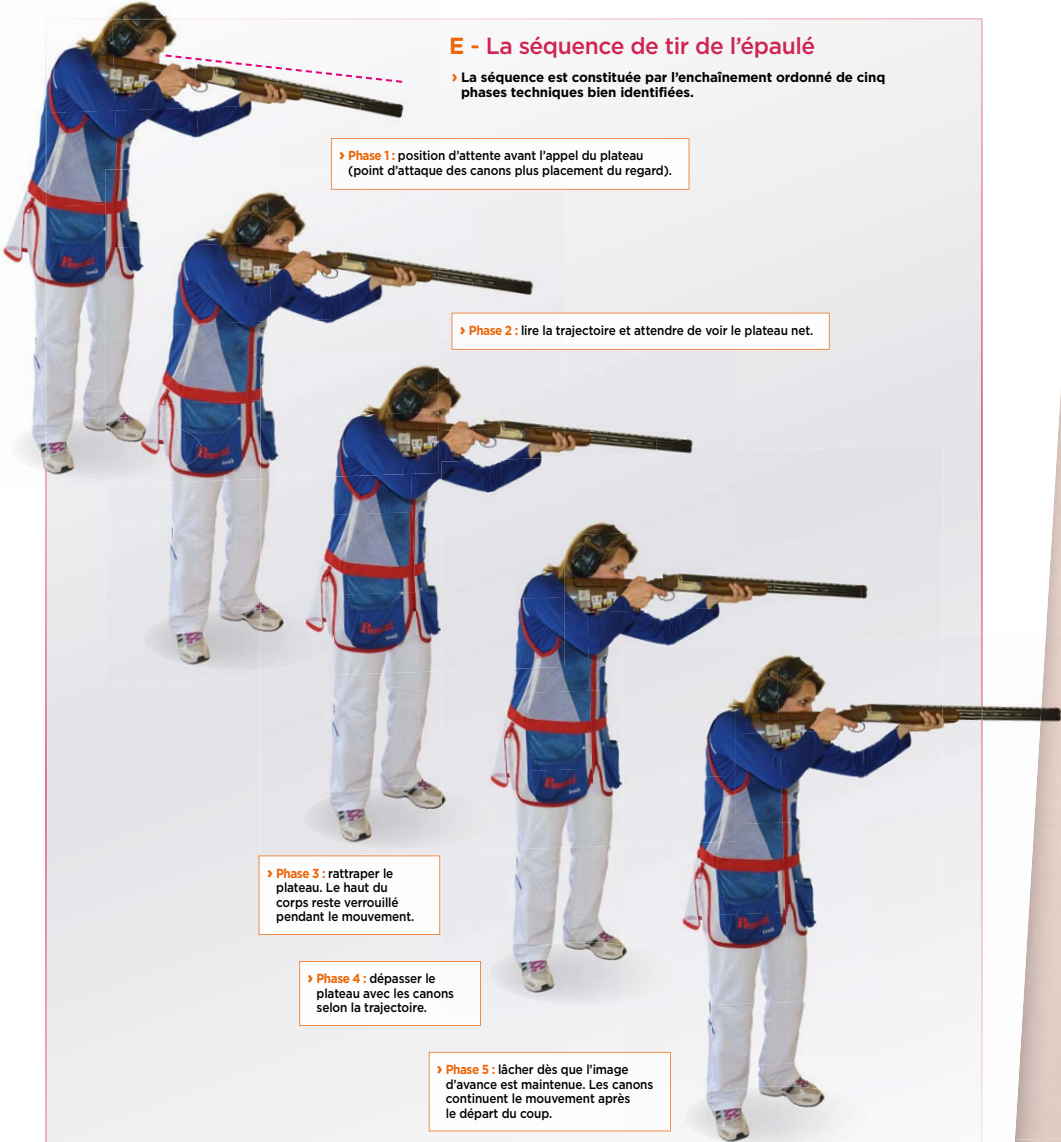 E - La séquence de tir de l'épaulé
› La séquence est constituée par l'enchaînement ordonné de cinq
phases techniques bien identifiées.
› Phase 1 : position d'attente avant l'appel du plateau
(point d'attaque des canons plus placement du regard).
› Phase 2 : lire la trajectoire et attendre de voir le plateau net.
› Phase 3 : rattraper le
plateau. Le haut du
corps reste verrouillé
pendant le mouvement.
› Phase 4 : dépasser le
plateau avec les canons
selon la trajectoire.
› Phase 5 : lâcher dès que l'image
d'avance est maintenue. Les canons
continuent le mouvement après
le départ du coup.